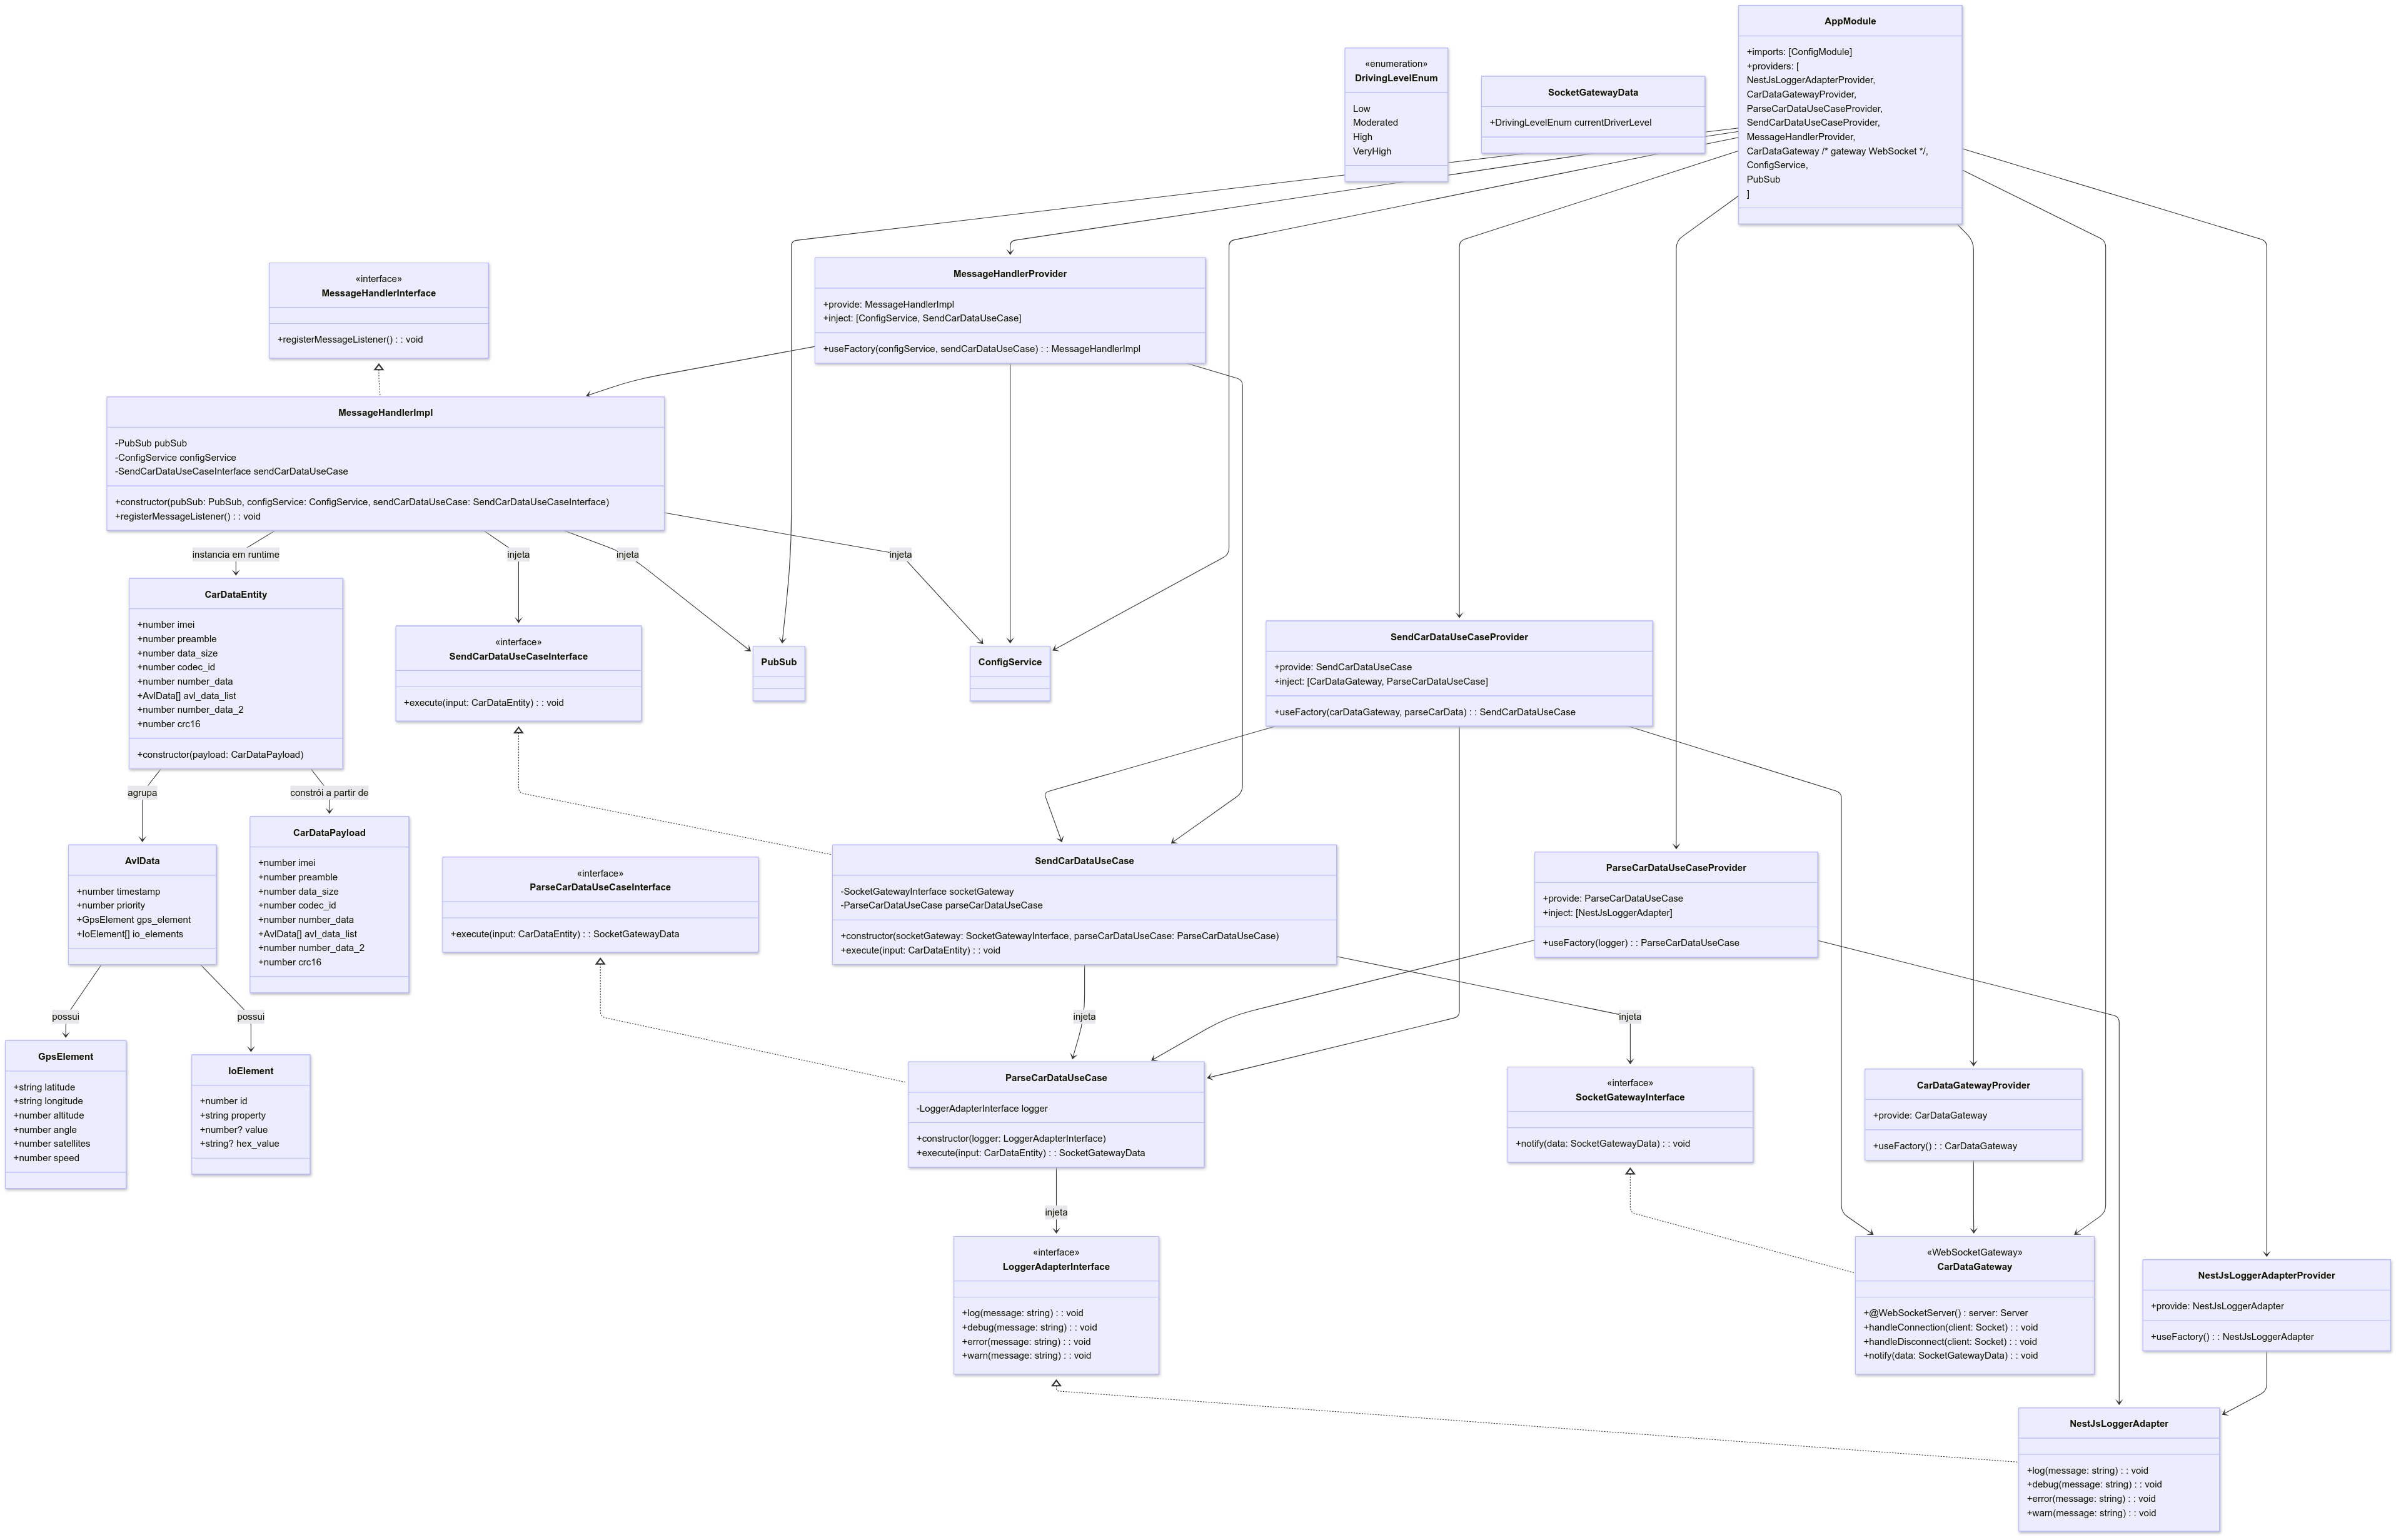 AppModule
+imports: [ConfigModule]
+providers: [
NestJsLoggerAdapterProvider,
CarDataGatewayProvider,
ParseCarDataUseCaseProvider,
SendCarDataUseCaseProvider,
MessageHandlerProvider,
CarDataGateway /* gateway WebSocket */,
ConfigService,
PubSub
]
«enumeration»
DrivingLevelEnum
Low
Moderated
High
VeryHigh
SocketGatewayData
+DrivingLevelEnum currentDriverLevel
«interface»
MessageHandlerInterface
+registerMessageListener() : : void
MessageHandlerProvider
+provide: MessageHandlerImpl
+inject: [ConfigService, SendCarDataUseCase]
+useFactory(configService, sendCarDataUseCase) : : MessageHandlerImpl
MessageHandlerImpl
-PubSub pubSub
-ConfigService configService
-SendCarDataUseCaseInterface sendCarDataUseCase
+constructor(pubSub: PubSub, configService: ConfigService, sendCarDataUseCase: SendCarDataUseCaseInterface)
+registerMessageListener() : : void
instancia em runtime
injeta
injeta
injeta
CarDataEntity
+number imei
+number preamble
+number data_size
+number codec_id
+number number_data
+AvlData[] avl_data_list
+number number_data_2
+number crc16
+constructor(payload: CarDataPayload)
«interface»
SendCarDataUseCaseInterface
+execute(input: CarDataEntity) : : void
PubSub
ConfigService
SendCarDataUseCaseProvider
+provide: SendCarDataUseCase
+inject: [CarDataGateway, ParseCarDataUseCase]
+useFactory(carDataGateway, parseCarData) : : SendCarDataUseCase
agrupa
constrói a partir de
AvlData
+number timestamp
+number priority
+GpsElement gps_element
+IoElement[] io_elements
CarDataPayload
+number imei
+number preamble
+number data_size
+number codec_id
+number number_data
+AvlData[] avl_data_list
+number number_data_2
+number crc16
«interface»
ParseCarDataUseCaseInterface
+execute(input: CarDataEntity) : : SocketGatewayData
SendCarDataUseCase
-SocketGatewayInterface socketGateway
-ParseCarDataUseCase parseCarDataUseCase
+constructor(socketGateway: SocketGatewayInterface, parseCarDataUseCase: ParseCarDataUseCase)
+execute(input: CarDataEntity) : : void
ParseCarDataUseCaseProvider
+provide: ParseCarDataUseCase
+inject: [NestJsLoggerAdapter]
+useFactory(logger) : : ParseCarDataUseCase
possui
possui
injeta
injeta
GpsElement
+string latitude
+string longitude
+number altitude
+number angle
+number satellites
+number speed
IoElement
+number id
+string property
+number? value
+string? hex_value
ParseCarDataUseCase
-LoggerAdapterInterface logger
+constructor(logger: LoggerAdapterInterface)
+execute(input: CarDataEntity) : : SocketGatewayData
«interface»
SocketGatewayInterface
+notify(data: SocketGatewayData) : : void
CarDataGatewayProvider
+provide: CarDataGateway
+useFactory() : : CarDataGateway
injeta
«interface»
LoggerAdapterInterface
+log(message: string) : : void
+debug(message: string) : : void
+error(message: string) : : void
+warn(message: string) : : void
«WebSocketGateway»
CarDataGateway
+@WebSocketServer() : server: Server
+handleConnection(client: Socket) : : void
+handleDisconnect(client: Socket) : : void
+notify(data: SocketGatewayData) : : void
NestJsLoggerAdapterProvider
+provide: NestJsLoggerAdapter
+useFactory() : : NestJsLoggerAdapter
NestJsLoggerAdapter
+log(message: string) : : void
+debug(message: string) : : void
+error(message: string) : : void
+warn(message: string) : : void